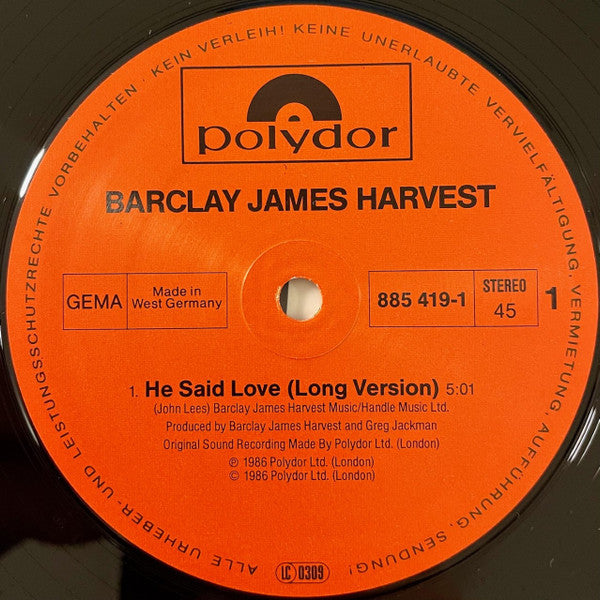 ALLE URHEBER- UND LEISTUNGSSCHUTZRECHTE VORBEHALTEN · KEIN VERLEIH! KEINE UNERLAUBTE VERVIELFÄLTIGUNG, VERMIETUNG, AUFFÜHRUNG, SENDUNG!
polydor
BARCLAY JAMES HARVEST
GEMA
Made in
West Germany
885 419-1
STEREO
45
1
1. He Said Love (Long Version) 5:01
(John Lees) Barclay James Harvest Music/Handle Music Ltd.
Produced by Barclay James Harvest and Greg Jackman
Original Sound Recording Made By Polydor Ltd. (London)
℗ 1986 Polydor Ltd. (London)
© 1986 Polydor Ltd. (London)
LC 0309